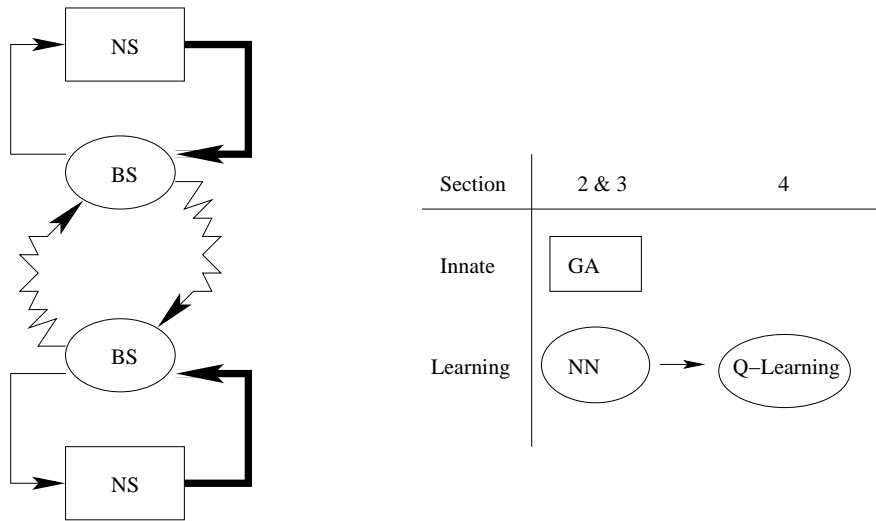 NS
BS
BS
NS
Section 2 & 3 4
Innate GA
Learning NN Q−Learning